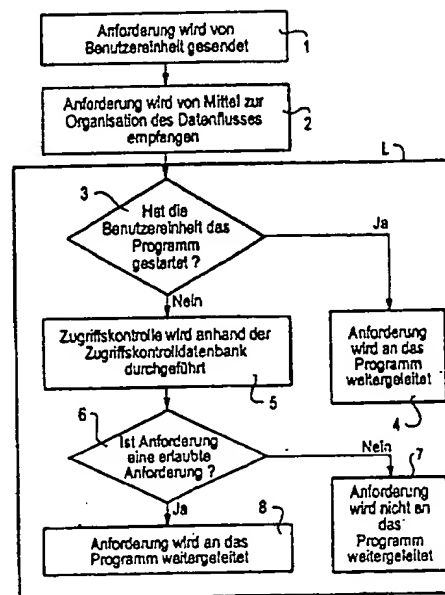 Anforderung wird von
Benutzereinheit gesendet
1
Anforderung wird von Mittel zur
Organisation des Datenflusses
empfangen
2
L
3
Hat die
Benutzereinheit das
Programm
gestartet ?
Ja
Nein
Zugriffskontrolle wird anhand der
Zugriffskontrolldatenbank
durchgeführt
5
Anforderung
wird an das
Programm
weitergeleitet
4
6
Ist Anforderung
eine erlaubte
Anforderung ?
Nein
7
Ja
8
Anforderung wird an das
Programm weitergeleitet
Anforderung
wird nicht an
das
Programm
weitergeleitet